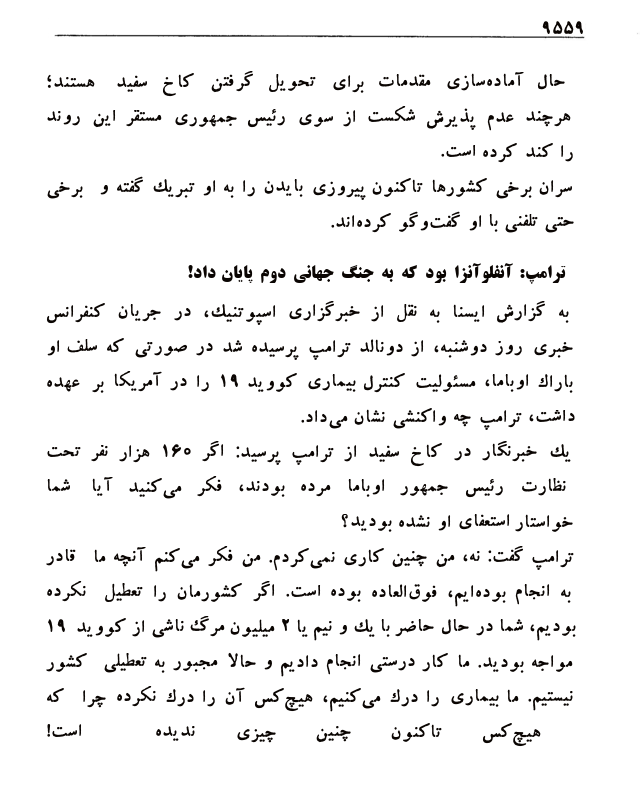 ۹۵۵۹
حال آماده‌سازی مقدمات برای تحویل گرفتن کاخ سفید هستند؛
هرچند عدم پذیرش شکست از سوی رئیس جمهوری مستقر این روند
را کند کرده است.
سران برخی کشورها تاکنون پیروزی بایدن را به او تبریك گفته و برخی
حتی تلفنی با او گفت‌وگو کرده‌اند.
ترامپ: آنفلوآنزا بود که به جنگ جهانی دوم پایان داد!
به گزارش ایسنا به نقل از خبرگزاری اسپوتنیك، در جریان کنفرانس
خبری روز دوشنبه، از دونالد ترامپ پرسیده شد در صورتی که سلف او
باراك اوباما، مسئولیت کنترل بیماری کووید ۱۹ را در آمریکا بر عهده
داشت، ترامپ چه واکنشی نشان می‌داد.
یك خبرنگار در کاخ سفید از ترامپ پرسید: اگر ۱۶۰ هزار نفر تحت
نظارت رئیس جمهور اوباما مرده بودند، فکر می‌کنید آیا شما
خواستار استعفای او نشده بودید؟
ترامپ گفت: نه، من چنین کاری نمی‌کردم. من فکر می‌کنم آنچه ما قادر
به انجام بوده‌ایم، فوق‌العاده بوده است. اگر کشورمان را تعطیل نکرده
بودیم، شما در حال حاضر با یك و نیم یا ۲ میلیون مرگ ناشی از کووید ۱۹
مواجه بودید. ما کار درستی انجام دادیم و حالا مجبور به تعطیلی کشور
نیستیم. ما بیماری را درك می‌کنیم، هیچ‌کس آن را درك نکرده چرا که
هیچ‌کس تاکنون چنین چیزی ندیده است!